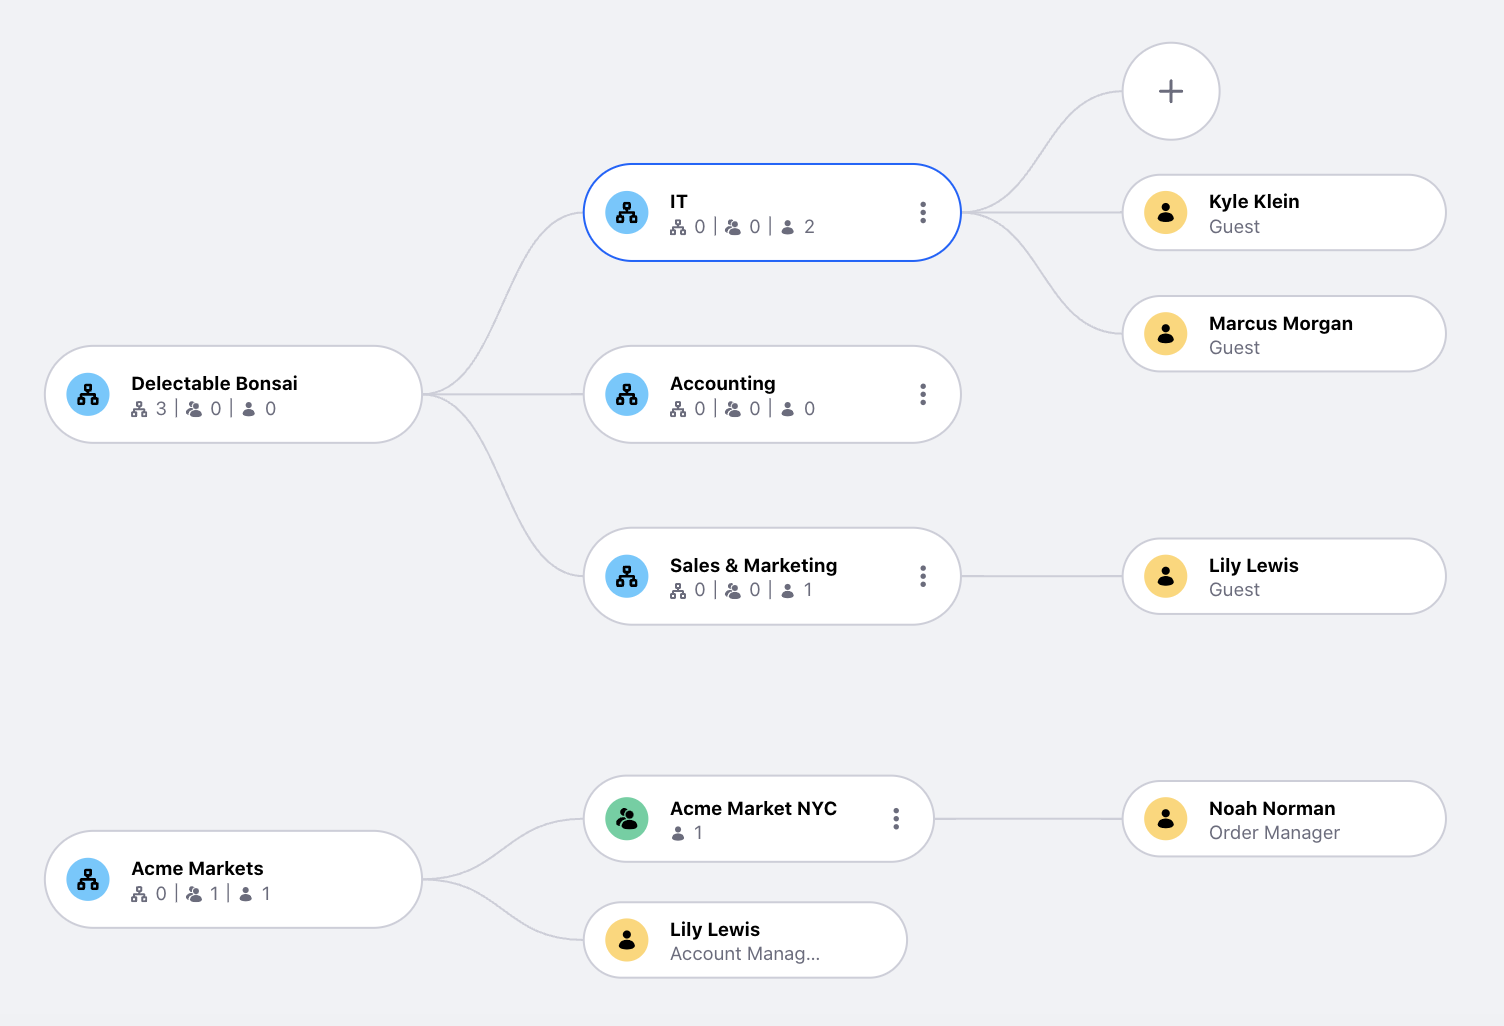 IT
0 | 0 | 2
Kyle Klein
Guest
Marcus Morgan
Guest
Delectable Bonsai
3 | 0 | 0
Accounting
0 | 0 | 0
Sales & Marketing
0 | 0 | 1
Lily Lewis
Guest
Acme Markets
0 | 1 | 1
Acme Market NYC
1
Noah Norman
Order Manager
Lily Lewis
Account Manag...